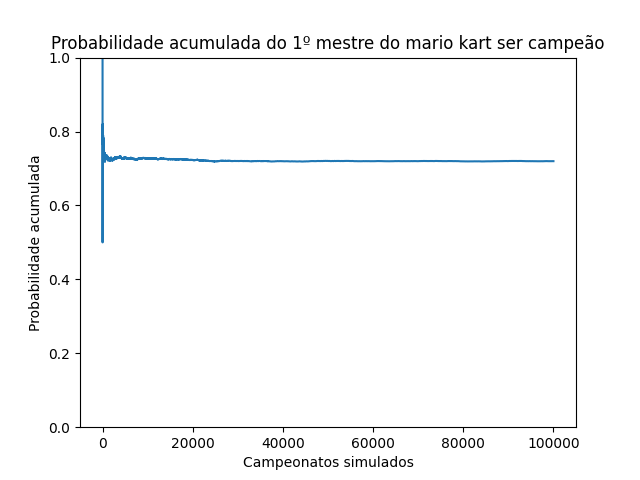 Probabilidade acumulada do 1º mestre do mario kart ser campeão
1.0
0.8
0.6
0.4
0.2
0.0
Probabilidade acumulada
0 20000 40000 60000 80000 100000
Campeonatos simulados